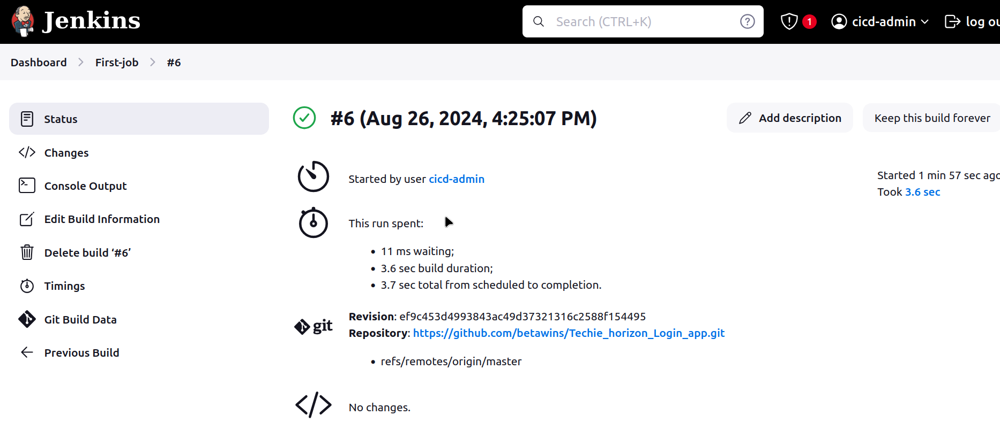 Jenkins
Search (CTRL+K)
1
cicd-admin
log ou
Dashboard
First-job
#6
Status
Changes
Console Output
Edit Build Information
Delete build ‘#6’
Timings
Git Build Data
Previous Build
#6 (Aug 26, 2024, 4:25:07 PM)
Add description
Keep this build forever
Started by user cicd-admin
Started 1 min 57 sec ago
Took 3.6 sec
This run spent:
• 11 ms waiting;
• 3.6 sec build duration;
• 3.7 sec total from scheduled to completion.
git
Revision: ef9c453d4993843ac49d37321316c2588f154495
Repository: https://github.com/betawins/Techie_horizon_Login_app.git
• refs/remotes/origin/master
No changes.